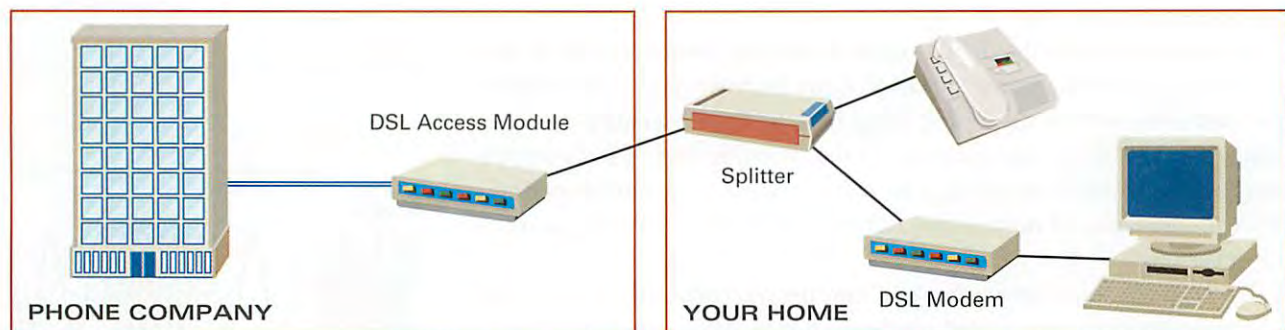 DSL Access Module
PHONE COMPANY
Splitter
DSL Modem
YOUR HOME